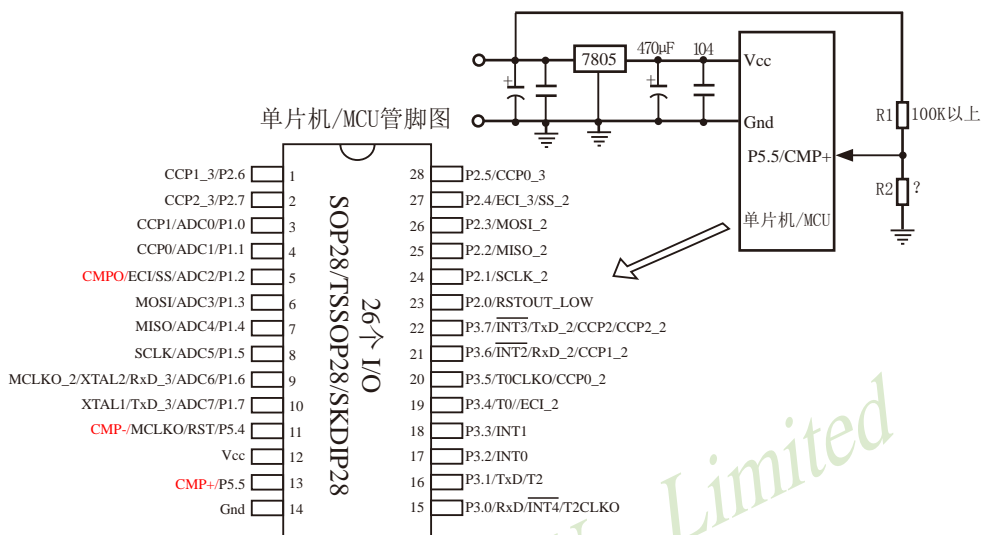 7805
470μF
104
+
+
Vcc
Gnd
P5.5/CMP+
单片机/MCU
R1
100K以上
R2
?
单片机/MCU管脚图
CCP1_3/P2.6
CCP2_3/P2.7
CCP1/ADC0/P1.0
CCP0/ADC1/P1.1
CMPO/ECI/SS/ADC2/P1.2
MOSI/ADC3/P1.3
MISO/ADC4/P1.4
SCLK/ADC5/P1.5
MCLKO_2/XTAL2/RxD_3/ADC6/P1.6
XTAL1/TxD_3/ADC7/P1.7
CMP-/MCLKO/RST/P5.4
Vcc
CMP+/P5.5
Gnd
1
2
3
4
5
6
7
8
9
10
11
12
13
14
SOP28/TSSOP28/SKDIP28
26个 I/O
28
27
26
25
24
23
22
21
20
19
18
17
16
15
P2.5/CCP0_3
P2.4/ECI_3/SS_2
P2.3/MOSI_2
P2.2/MISO_2
P2.1/SCLK_2
P2.0/RSTOUT_LOW
P3.7/INT3/TxD_2/CCP2/CCP2_2
P3.6/INT2/RxD_2/CCP1_2
P3.5/T0CLKO/CCP0_2
P3.4/T0//ECI_2
P3.3/INT1
P3.2/INT0
P3.1/TxD/T2
P3.0/RxD/INT4/T2CLKO
Limited